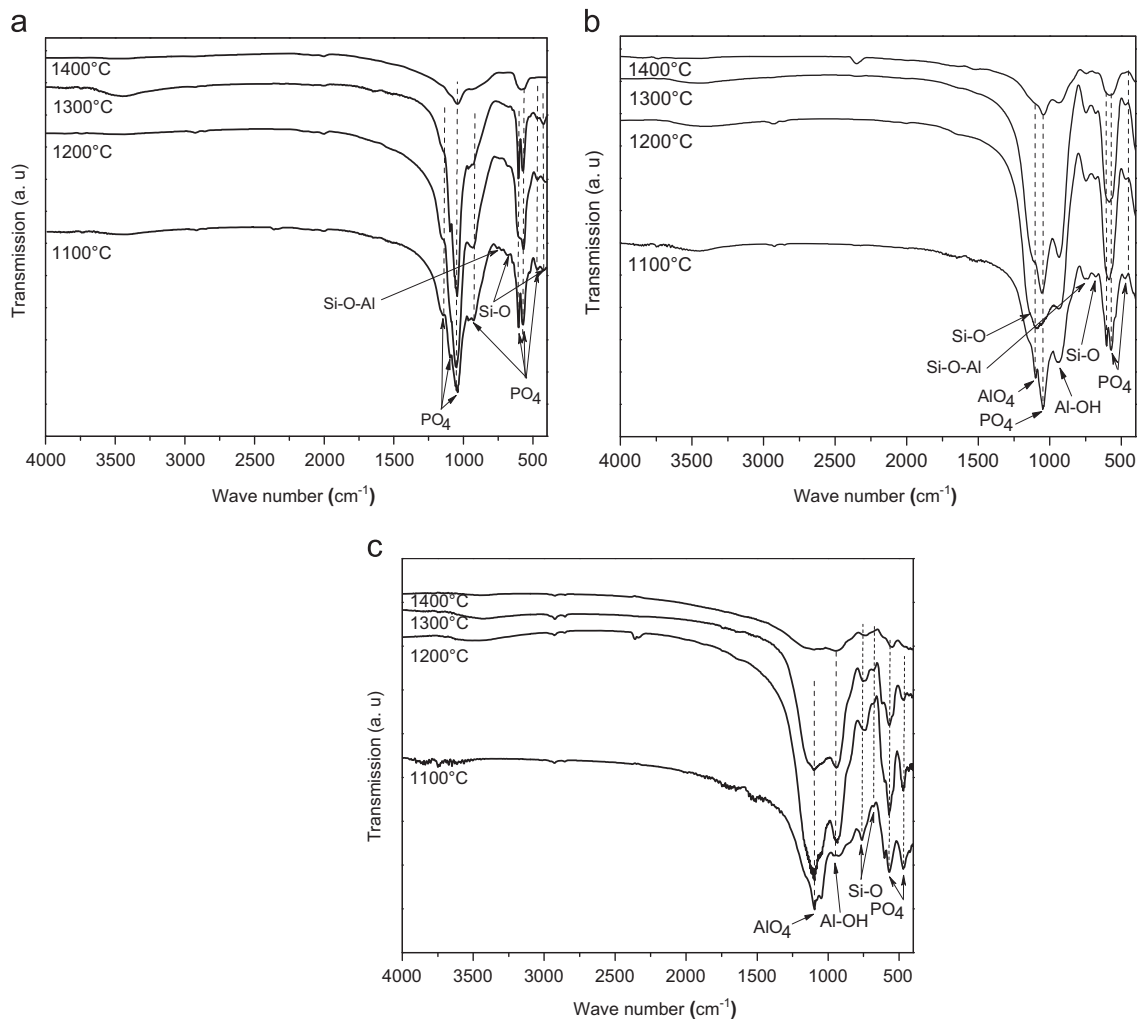 a
1400°C
1300°C
1200°C
1100°C
Si-O-Al
Si-O
PO4
PO4
Transmission (a. u)
4000 3500 3000 2500 2000 1500 1000 500
Wave number (cm-1)
b
1400°C
1300°C
1200°C
1100°C
Si-O
Si-O-Al
Si-O
AlO4
Al-OH
PO4
PO4
Transmission (a. u)
4000 3500 3000 2500 2000 1500 1000 500
Wave number (cm-1)
c
1400°C
1300°C
1200°C
1100°C
Si-O
AlO4
Al-OH
PO4
Transmission (a. u)
4000 3500 3000 2500 2000 1500 1000 500
Wave number (cm-1)